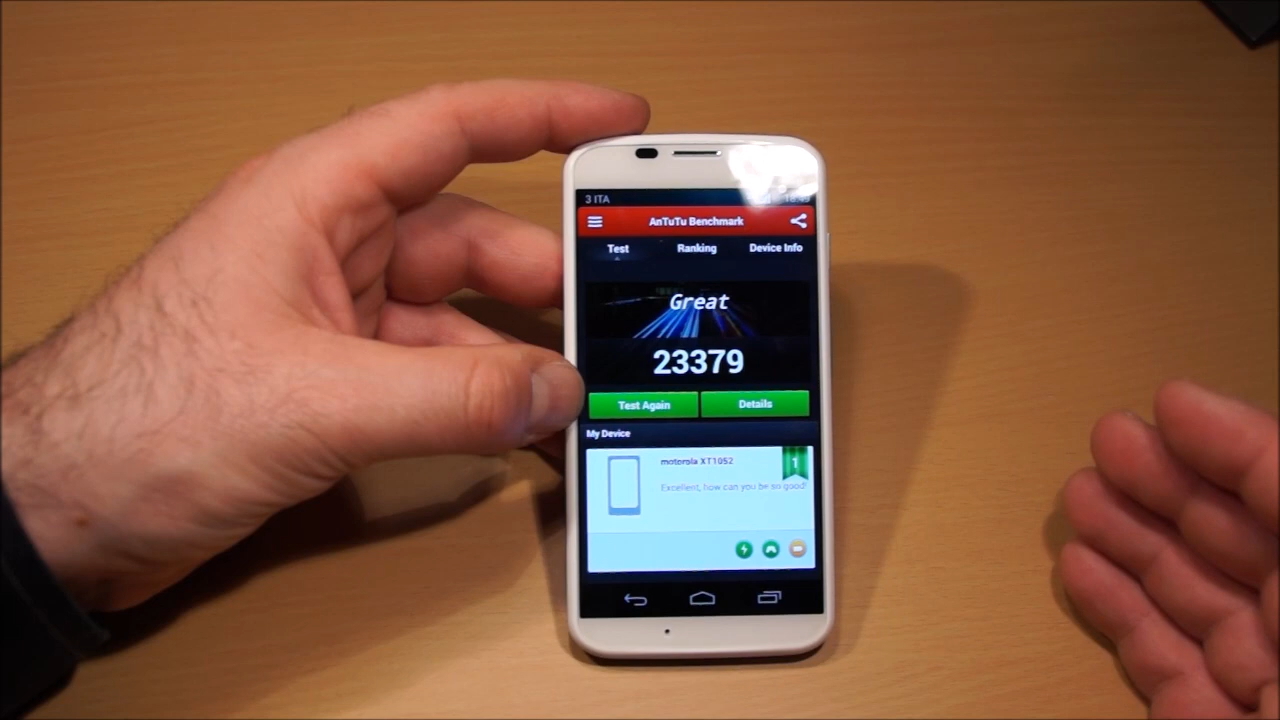 3 ITA
AnTuTu Benchmark
Test Ranking Device Info
Great
23379
Test Again Details
My Device
motorola XT1052
1
Excellent, how can you be so good!